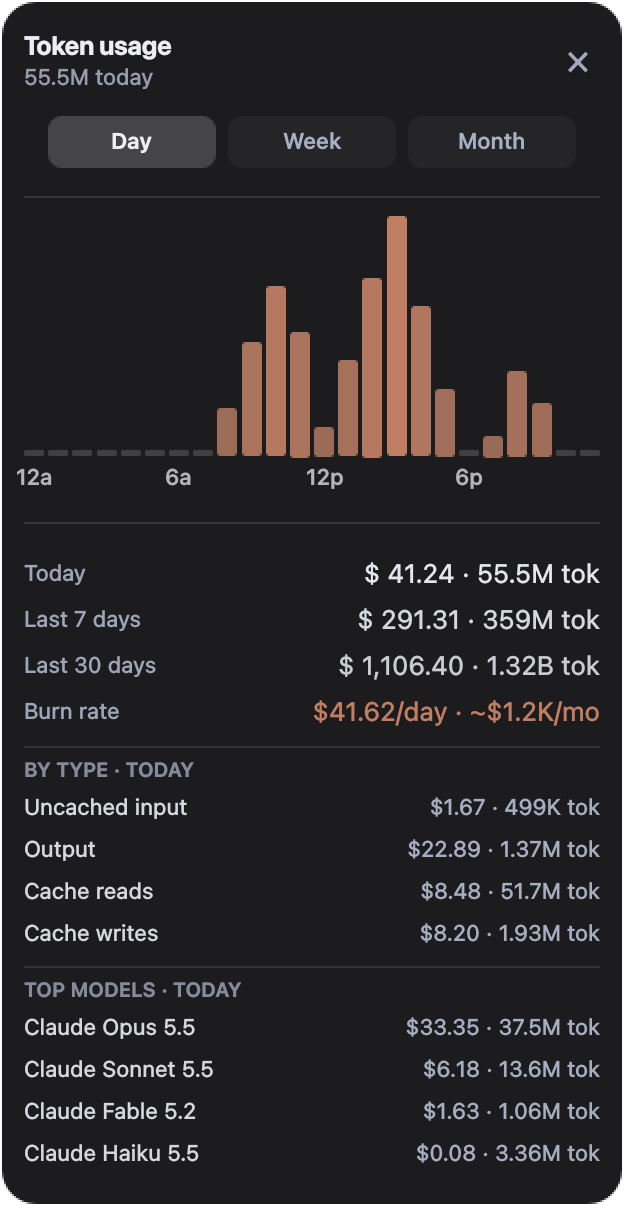 Token usage
55.5M today
Day Week Month
12a 6a 12p 6p
Today $ 41.24 · 55.5M tok
Last 7 days $ 291.31 · 359M tok
Last 30 days $ 1,106.40 · 1.32B tok
Burn rate $41.62/day · ~$1.2K/mo
BY TYPE · TODAY
Uncached input $1.67 · 499K tok
Output $22.89 · 1.37M tok
Cache reads $8.48 · 51.7M tok
Cache writes $8.20 · 1.93M tok
TOP MODELS · TODAY
Claude Opus 5.5 $33.35 · 37.5M tok
Claude Sonnet 5.5 $6.18 · 13.6M tok
Claude Fable 5.2 $1.63 · 1.06M tok
Claude Haiku 5.5 $0.08 · 3.36M tok